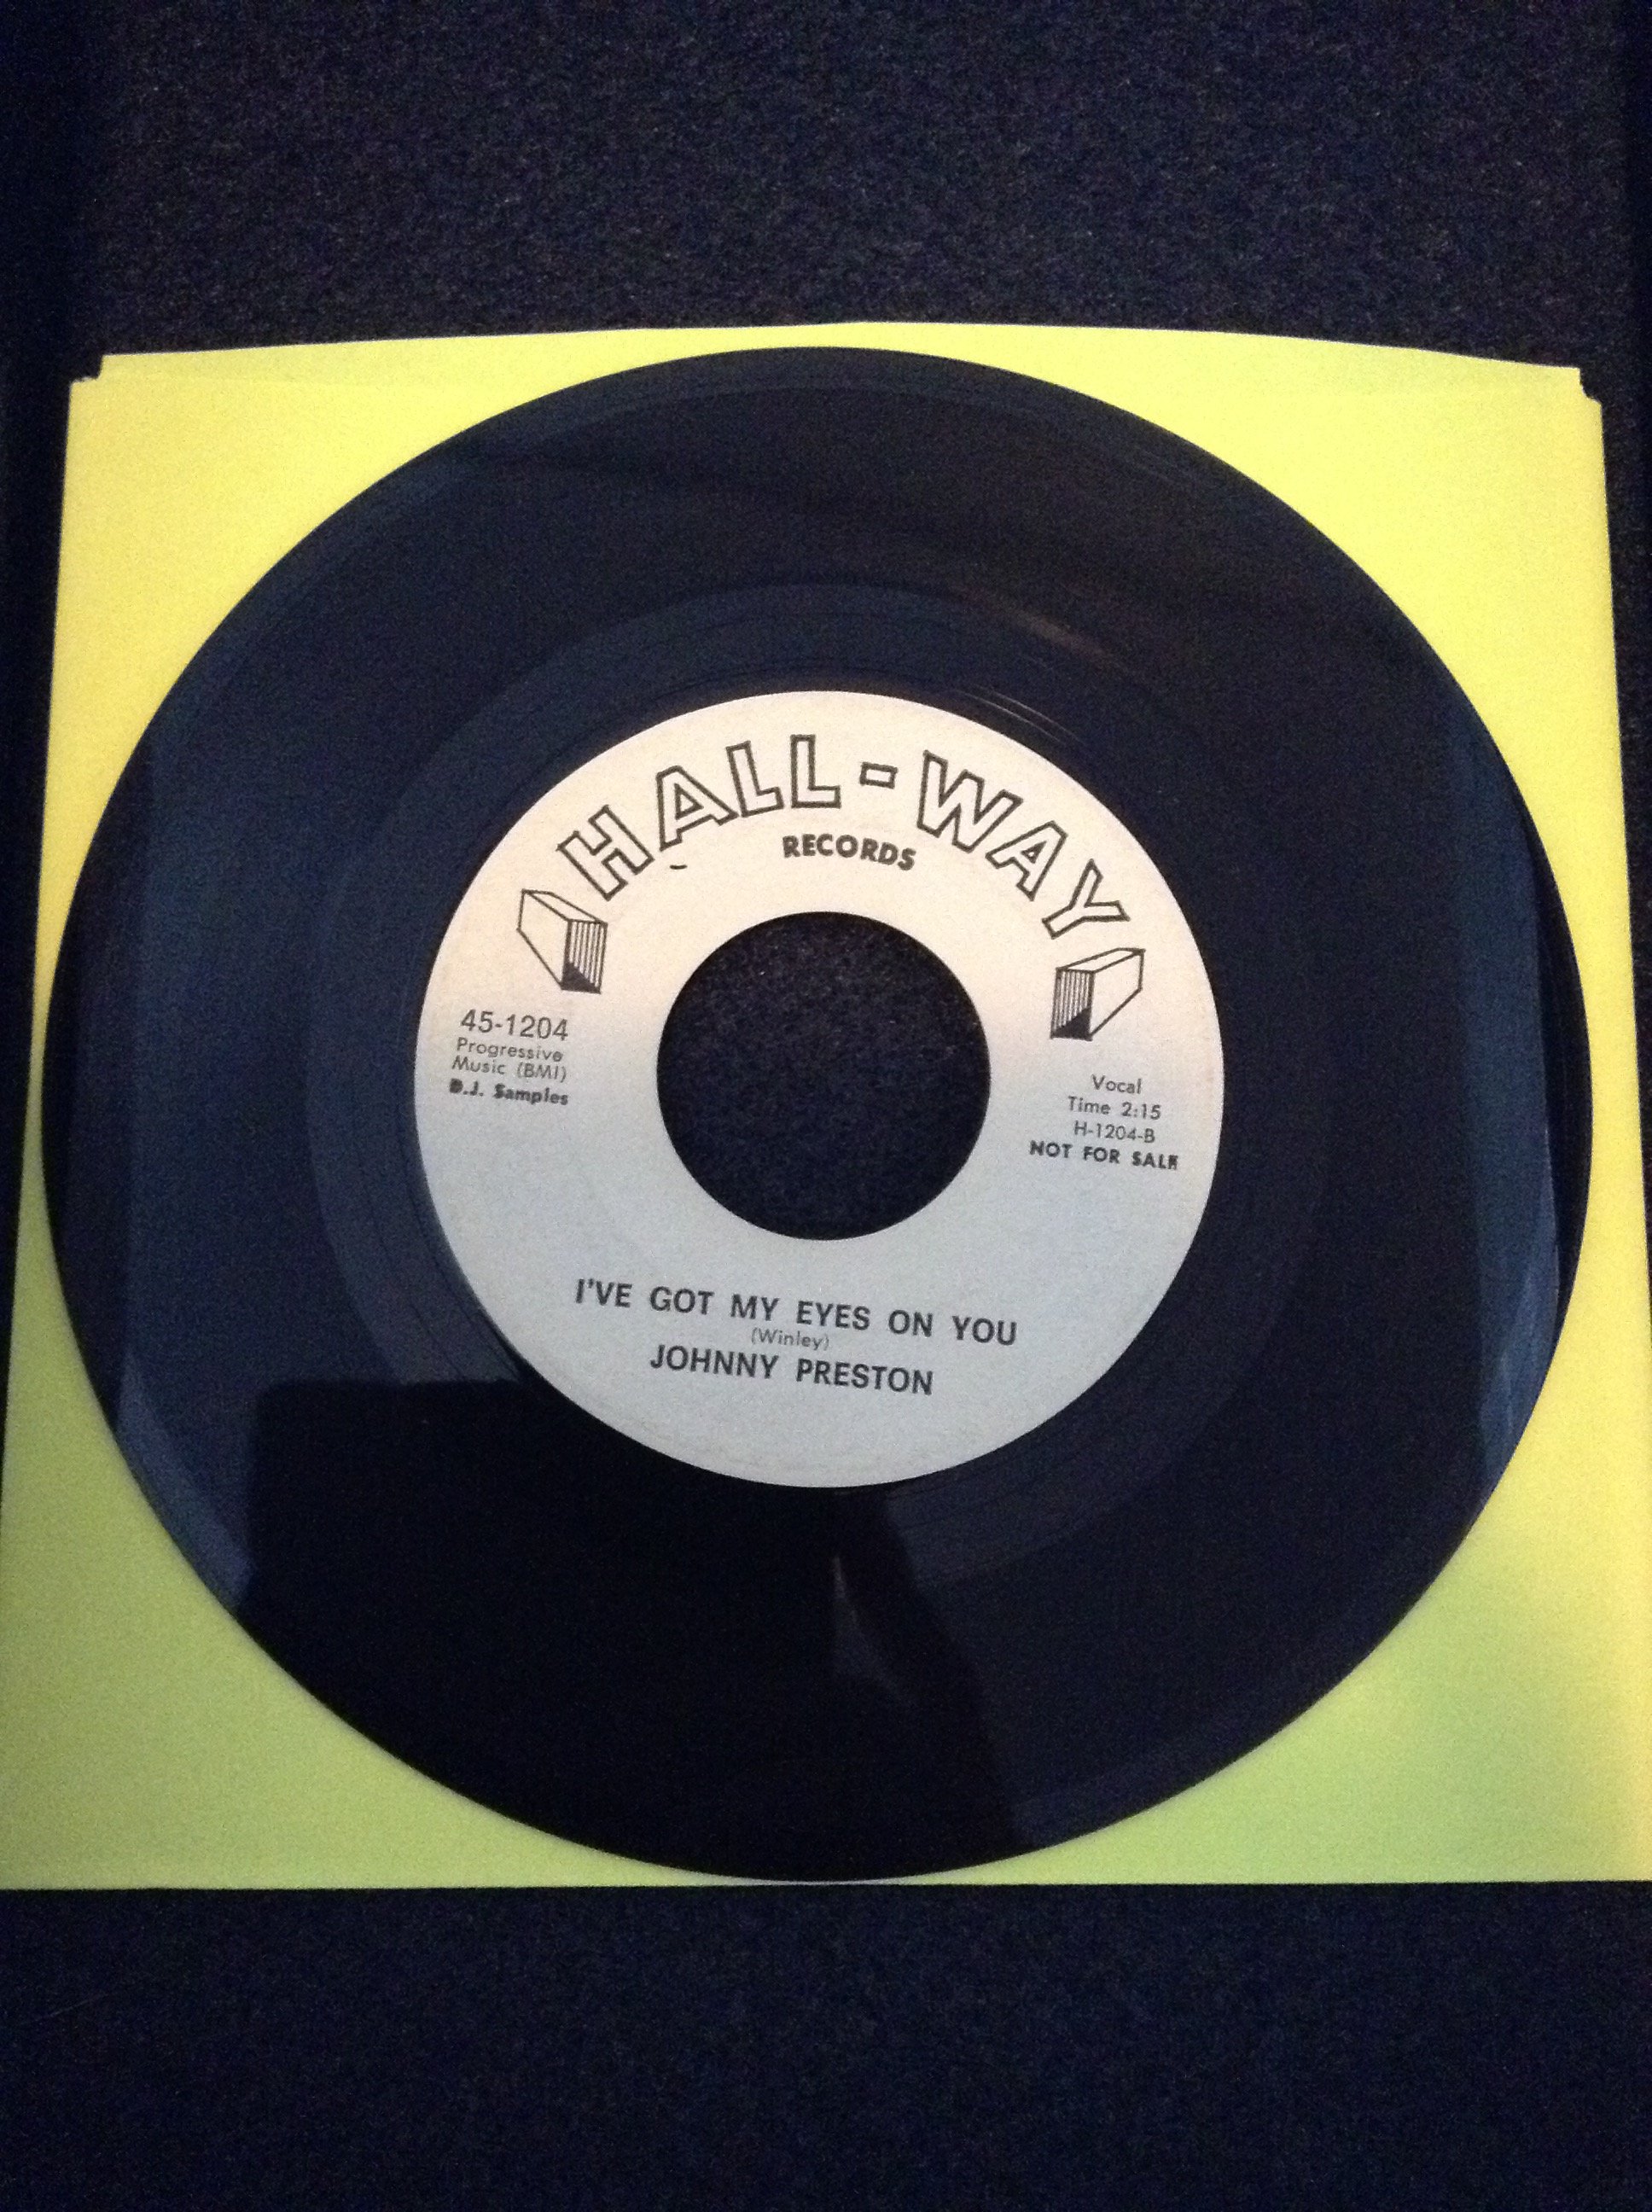 HALL-WAY
RECORDS
45-1204
Progressive
Music (BMI)
D.J. Samples
Vocal
Time 2:15
H-1204-B
NOT FOR SALE
I'VE GOT MY EYES ON YOU
(Winley)
JOHNNY PRESTON